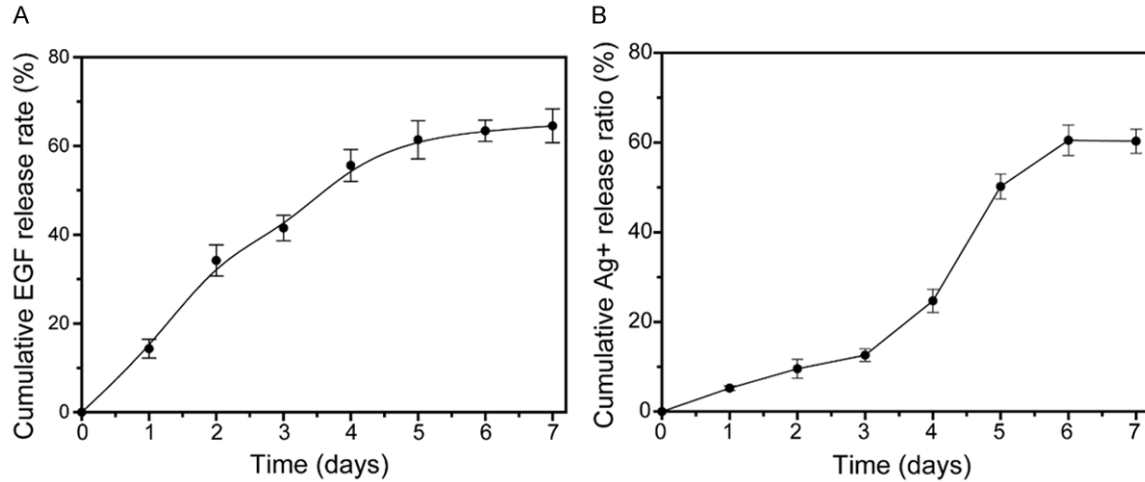 A
Cumulative EGF release rate (%)
80
60
40
20
0
0 1 2 3 4 5 6 7
Time (days)
B
Cumulative Ag+ release ratio (%)
80
60
40
20
0
0 1 2 3 4 5 6 7
Time (days)